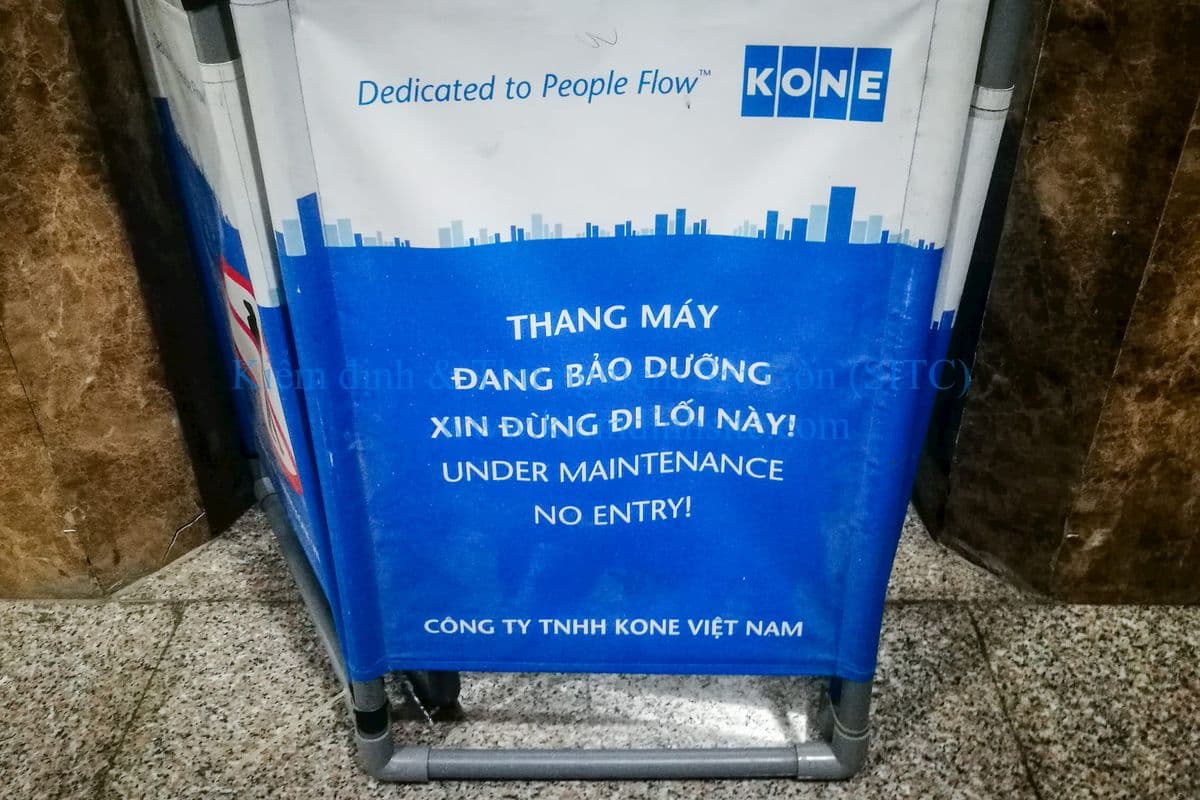 Dedicated to People Flow™
KONE
THANG MÁY
ĐANG BẢO DƯỠNG
XIN ĐỪNG ĐI LỐI NÀY!
UNDER MAINTENANCE
NO ENTRY!
CÔNG TY TNHH KONE VIỆT NAM
(SITC)